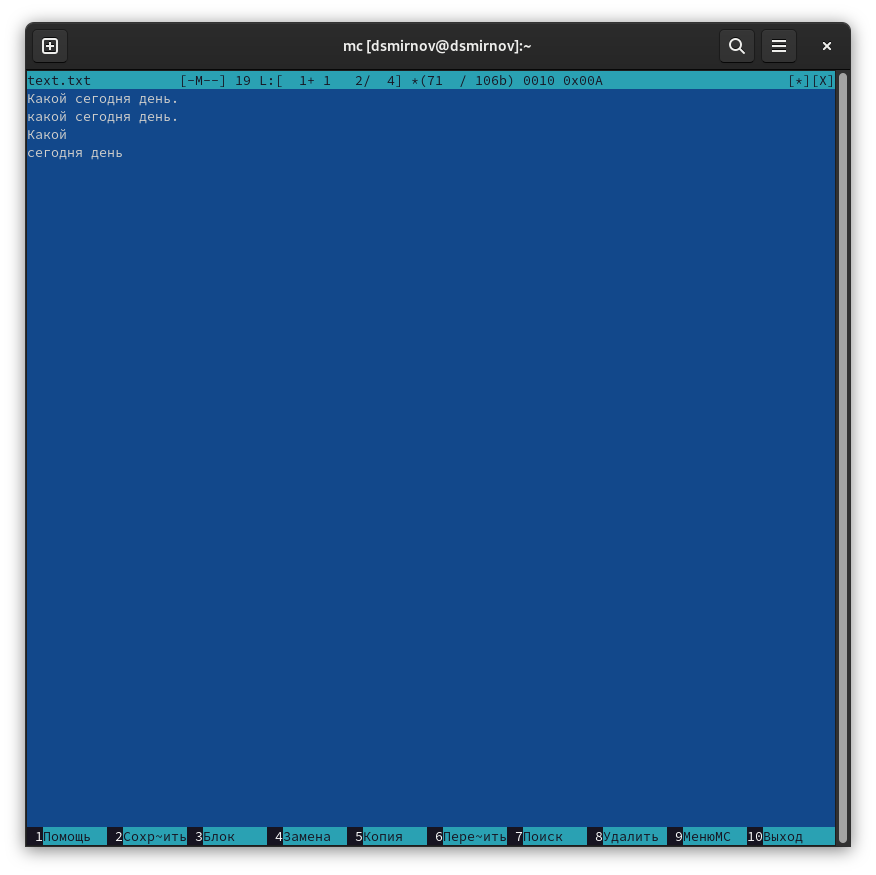 mc [dsmirnov@dsmirnov]:~
text.txt [-M--] 19 L:[ 1+ 1 2/ 4] *(71 / 106b) 0010 0x00A [*][X]
Какой сегодня день.
какой сегодня день.
Какой
сегодня день
1Помощь 2Сохр~ить 3Блок 4Замена 5Копия 6Пере~ить 7Поиск 8Удалить 9МенюMC 10Выход